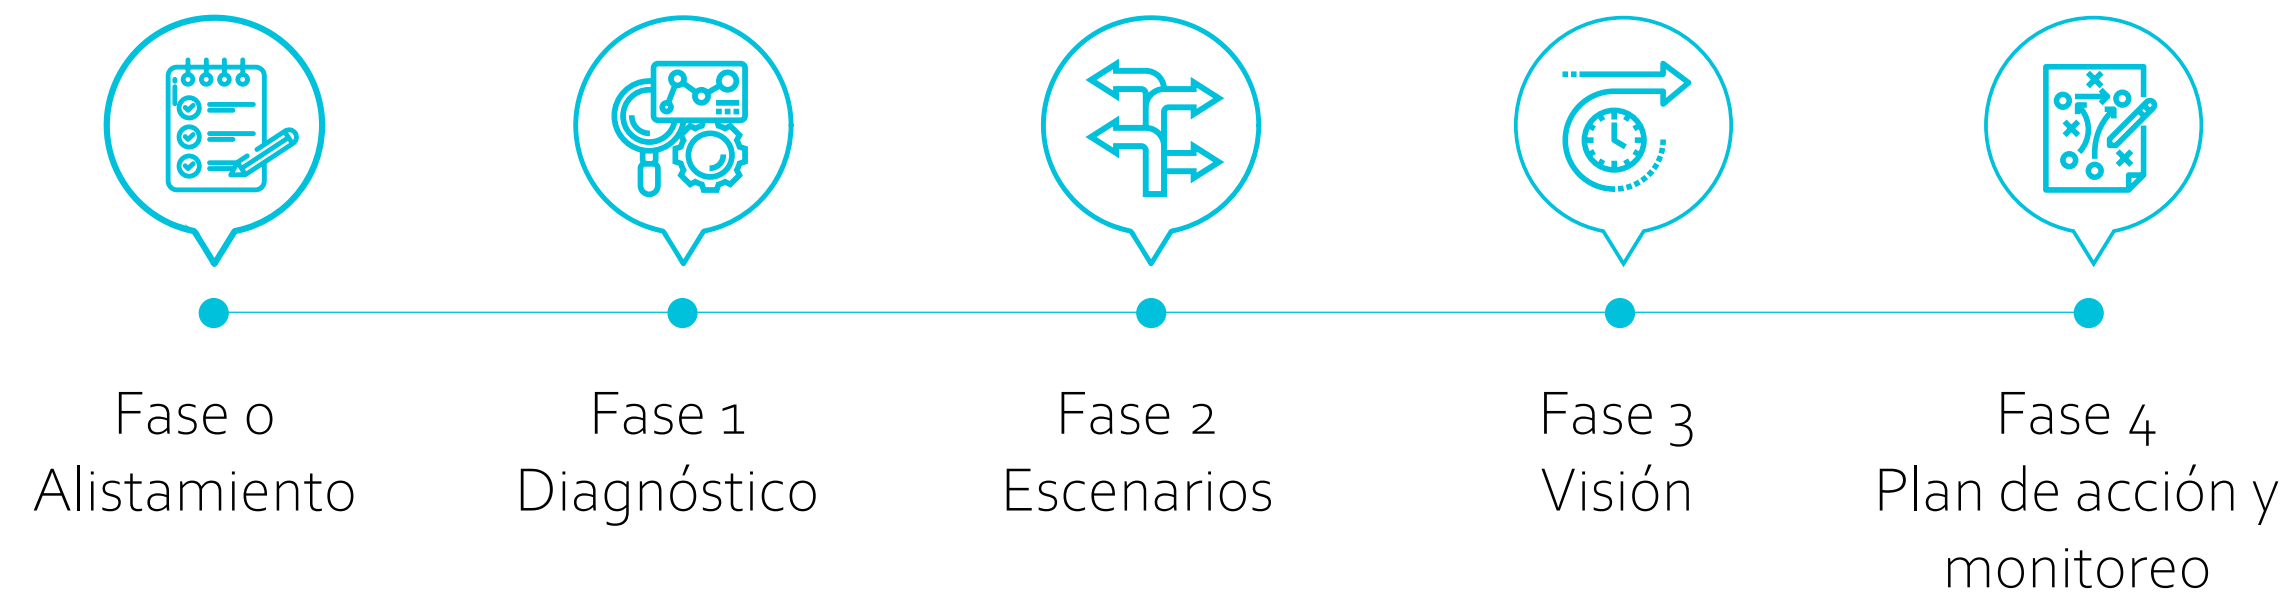 Fase 0
Alistamiento
Fase 1
Diagnóstico
Fase 2
Escenarios
Fase 3
Visión
Fase 4
Plan de acción y
monitoreo